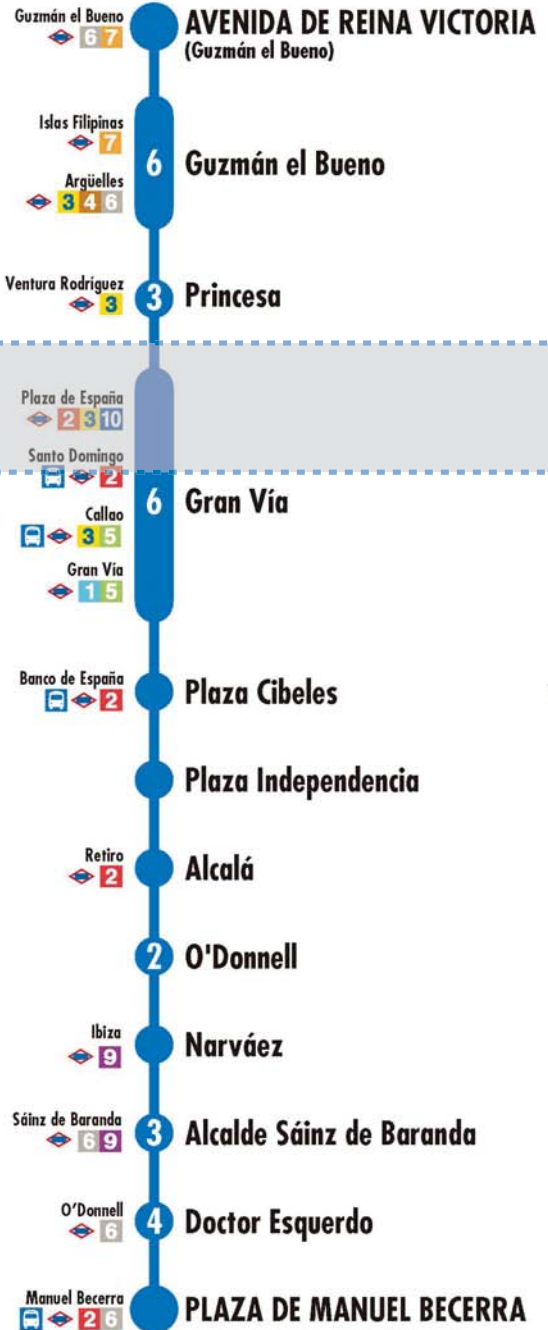 Guzmán el Bueno
6 7
AVENIDA DE REINA VICTORIA
(Guzmán el Bueno)
Islas Filipinas
7
6
Guzmán el Bueno
Argüelles
3 4 6
Ventura Rodríguez
3
3
Princesa
Plaza de España
2 3 10
Santo Domingo
2
6
Gran Vía
Callao
3 5
Gran Vía
1 5
Banco de España
2
Plaza Cibeles
Plaza Independencia
Retiro
2
Alcalá
2
O'Donnell
Ibiza
9
Narváez
Sáinz de Baranda
6 9
3
Alcalde Sáinz de Baranda
O'Donnell
6
4
Doctor Esquerdo
Manuel Becerra
2 6
PLAZA DE MANUEL BECERRA